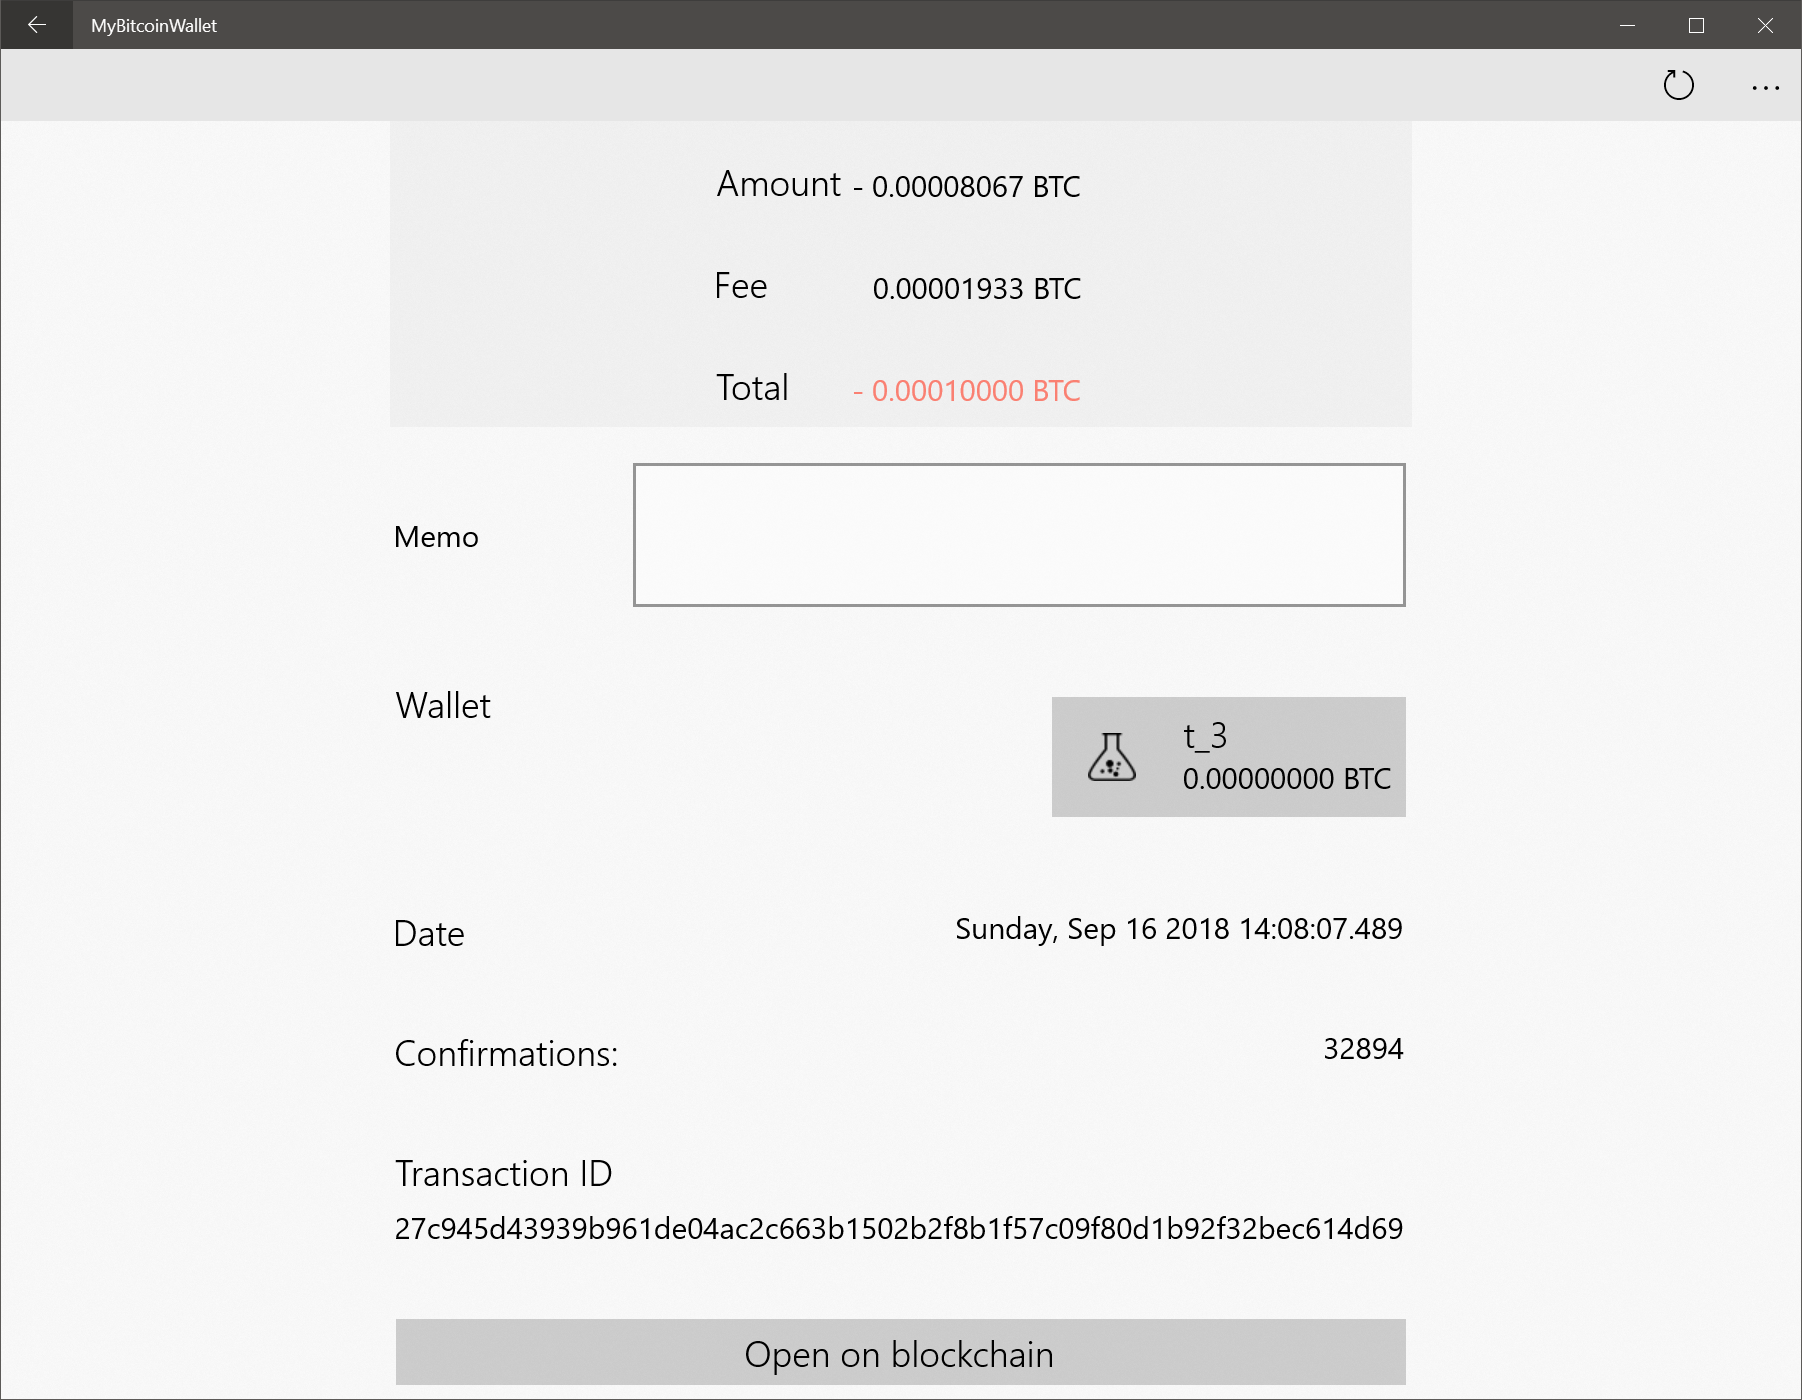 MyBitcoinWallet
Amount - 0.00008067 BTC
Fee 0.00001933 BTC
Total - 0.00010000 BTC
Memo
Wallet
t_3
0.00000000 BTC
Date Sunday, Sep 16 2018 14:08:07.489
Confirmations: 32894
Transaction ID
27c945d43939b961de04ac2c663b1502b2f8b1f57c09f80d1b92f32bec614d69
Open on blockchain